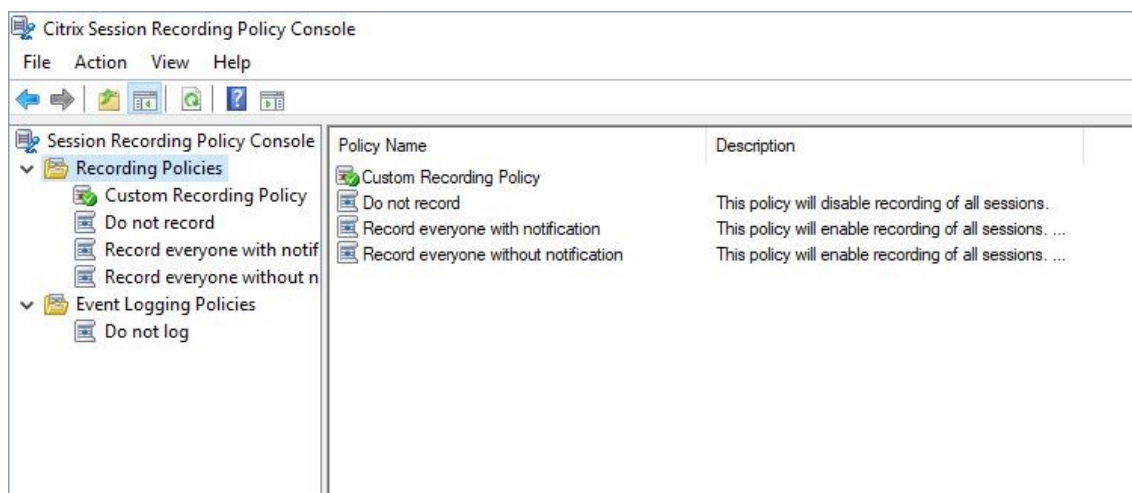 Citrix Session Recording Policy Console
File Action View Help
Session Recording Policy Console
Recording Policies
Custom Recording Policy
Do not record
Record everyone with notif
Record everyone without n
Event Logging Policies
Do not log
Policy Name Description
Custom Recording Policy
Do not record This policy will disable recording of all sessions.
Record everyone with notification This policy will enable recording of all sessions. ...
Record everyone without notification This policy will enable recording of all sessions. ...